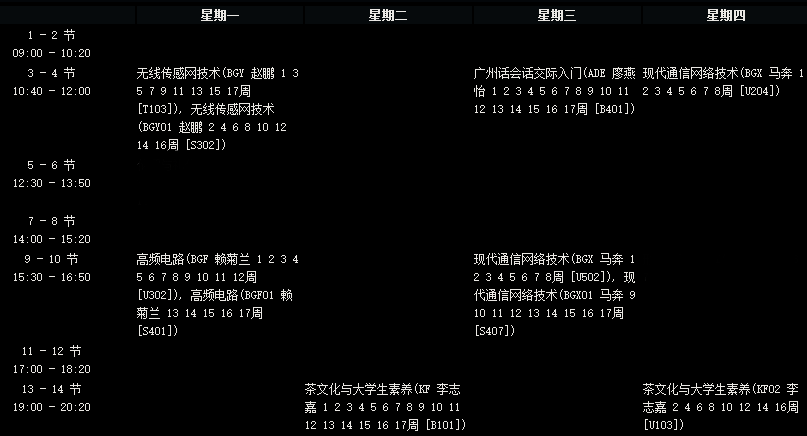 星期一 星期二 星期三 星期四
1 - 2 节
09:00 - 10:20
3 - 4 节
10:40 - 12:00
无线传感网技术(BGY 赵鹏 1 3
5 7 9 11 13 15 17周
[T103]), 无线传感网技术
(BGY01 赵鹏 2 4 6 8 10 12
14 16周 [S302])
广州话会话交际入门(ADE 廖燕
怡 1 2 3 4 5 6 7 8 9 10 11
12 13 14 15 16 17周 [B401])
现代通信网络技术(BGX 马奔 1
2 3 4 5 6 7 8周 [U204])
5 - 6 节
12:30 - 13:50
7 - 8 节
14:00 - 15:20
9 - 10 节
15:30 - 16:50
高频电路(BGF 赖菊兰 1 2 3 4
5 6 7 8 9 10 11 12周
[U302]), 高频电路(BGF01 赖
菊兰 13 14 15 16 17周
[S401])
现代通信网络技术(BGX 马奔 1
2 3 4 5 6 7 8周 [U502]), 现
代通信网络技术(BGX01 马奔 9
10 11 12 13 14 15 16 17周
[S407])
11 - 12 节
17:00 - 18:20
13 - 14 节
19:00 - 20:20
茶文化与大学生素养(KF 李志
嘉 1 2 3 4 5 6 7 8 9 10 11
12 13 14 15 16 17周 [B101])
茶文化与大学生素养(KF02 李
志嘉 2 4 6 8 10 12 14 16周
[U103])